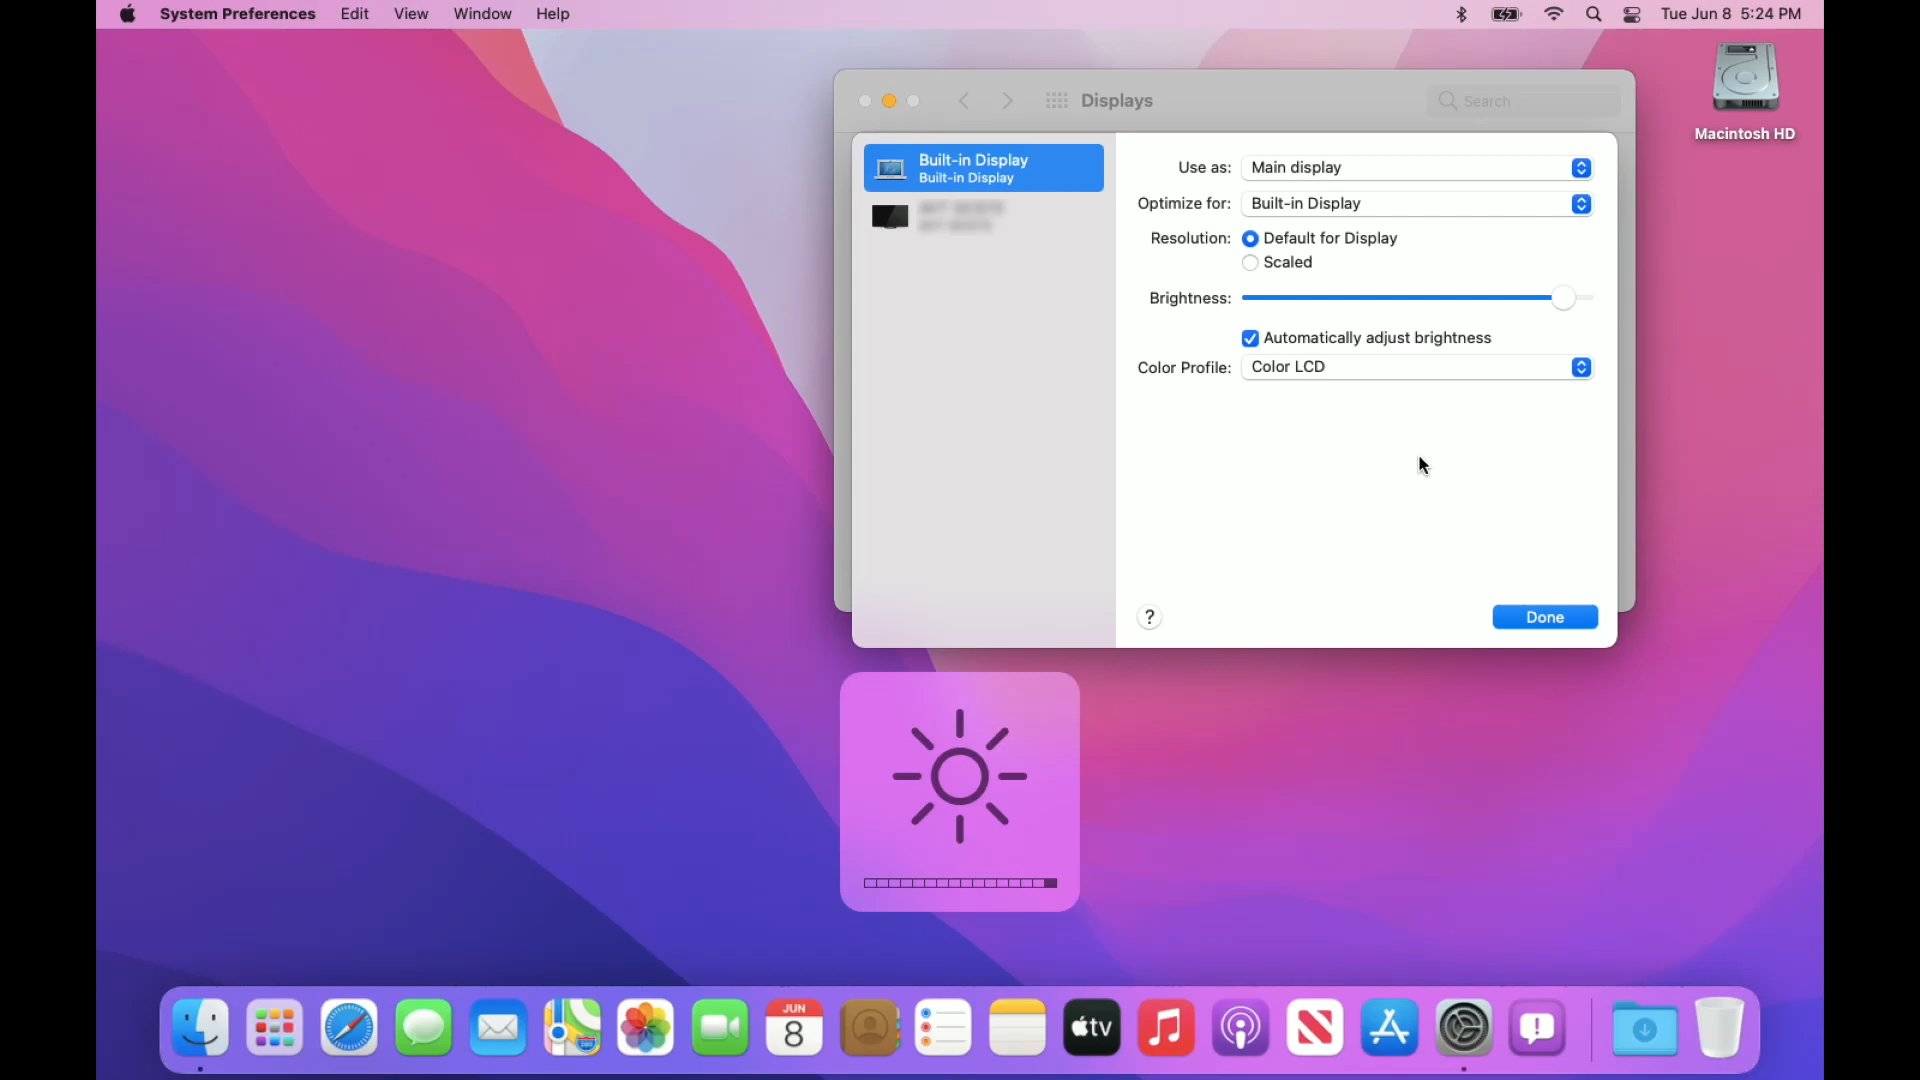 System Preferences Edit View Window Help
Tue Jun 8 5:24 PM
Displays
Search
Macintosh HD
Built-in Display
Built-in Display
Use as: Main display
Optimize for: Built-in Display
Resolution: Default for Display
Scaled
Brightness:
Automatically adjust brightness
Color Profile: Color LCD
?
Done
JUN
8
tv